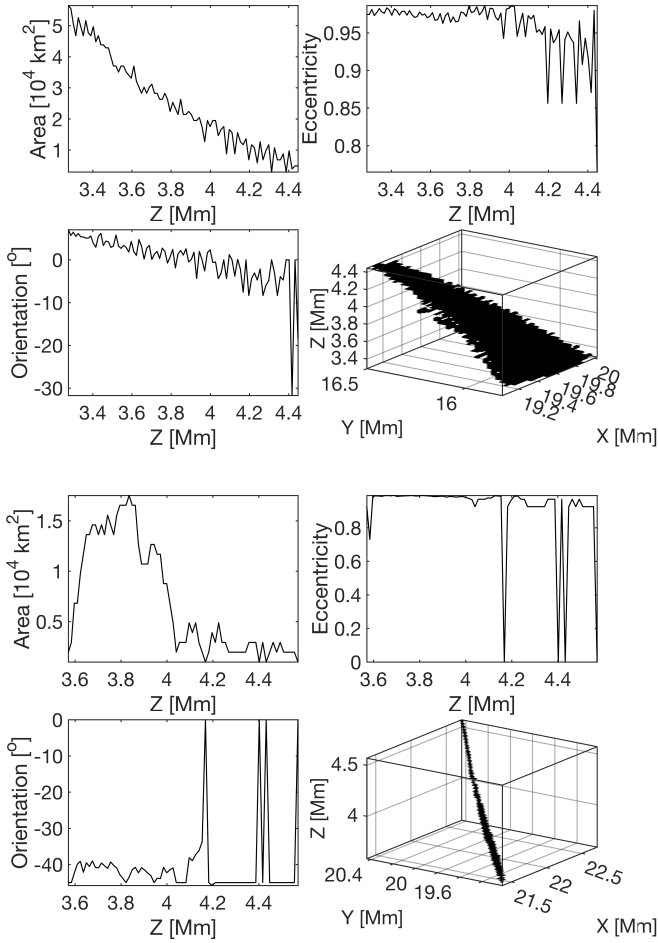 5
4
3
2
1
Area [10⁴ km²]
3.4 3.6 3.8 4 4.2 4.4
Z [Mm]
0.95
0.9
0.85
0.8
Eccentricity
3.4 3.6 3.8 4 4.2 4.4
Z [Mm]
0
-10
-20
-30
Orientation [°]
3.4 3.6 3.8 4 4.2 4.4
Z [Mm]
4.4
4.2
4
3.8
3.6
3.4
Z [Mm]
16.5 16
Y [Mm]
19.2 19.4 19.6 19.8 20
X [Mm]
1.5
1
0.5
Area [10⁴ km²]
3.6 3.8 4 4.2 4.4
Z [Mm]
0.8
0.6
0.4
0.2
0
Eccentricity
3.6 3.8 4 4.2 4.4
Z [Mm]
0
-10
-20
-30
-40
Orientation [°]
3.6 3.8 4 4.2 4.4
Z [Mm]
4.5
4
Z [Mm]
20.4 20 19.6
Y [Mm]
21.5 22 22.5
X [Mm]